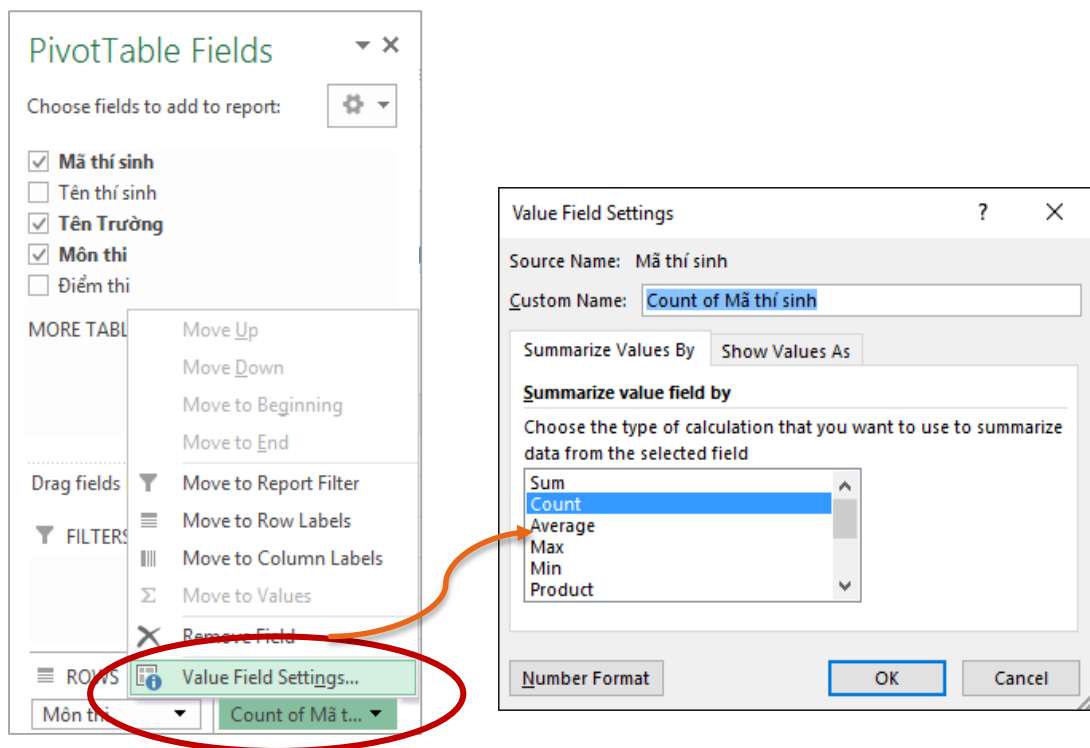 PivotTable Fields
Choose fields to add to report:
Mã thí sinh
Tên thí sinh
Tên Trường
Môn thi
Điểm thi
MORE TABL
Move Up
Move Down
Move to Beginning
Move to End
Drag fields
Move to Report Filter
Move to Row Labels
FILTERS
Move to Column Labels
Σ Move to Values
Remove Field
ROWS
Value Field Settings...
Môn thi
Count of Mã t...
Value Field Settings
?
Source Name: Mã thí sinh
Custom Name: Count of Mã thí sinh
Summarize Values By Show Values As
Summarize value field by
Choose the type of calculation that you want to use to summarize
data from the selected field
Sum
Count
Average
Max
Min
Product
Number Format OK Cancel